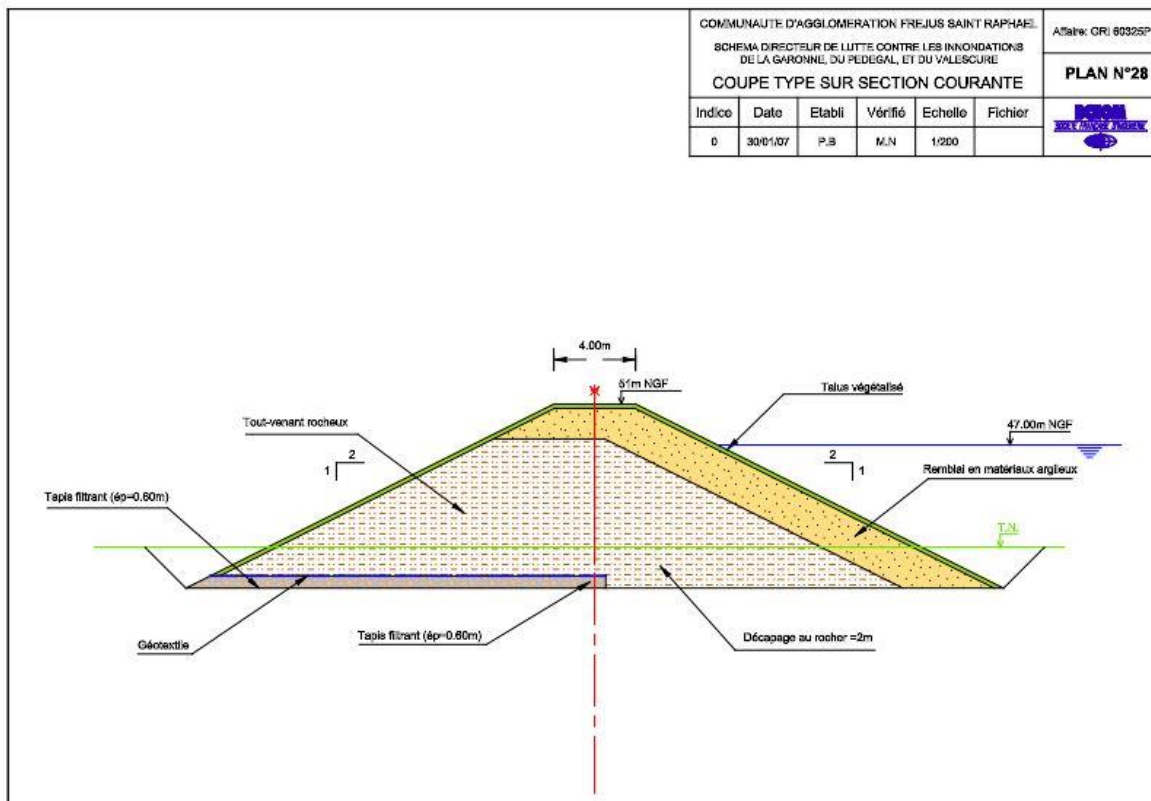 COMMUNAUTE D'AGGLOMERATION FREJUS SAINT RAPHAEL
SCHEMA DIRECTEUR DE LUTTE CONTRE LES INNONDATIONS
DE LA GARONNE, DU PEDEGAL, ET DU VALESCURE
COUPE TYPE SUR SECTION COURANTE
Affaire: GRI 60325P
PLAN N°28
Indice Date Etabli Vérifié Echelle Fichier
0 30/01/07 P.B M.N 1/200
4.00m
51m NGF
Talus végétalisé
47.00m NGF
Tout-venant rocheux
2
1
2
1
Remblai en matériaux argileux
Tapis filtrant (ép=0.60m)
T.N.
Géotextile
Tapis filtrant (ép=0.60m)
Décapage au rocher =2m